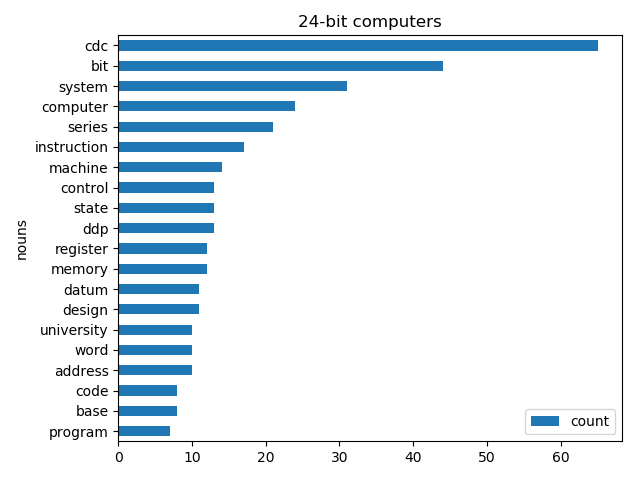 24-bit computers
nouns
cdc
bit
system
computer
series
instruction
machine
control
state
ddp
register
memory
datum
design
university
word
address
code
base
program
count
0 10 20 30 40 50 60